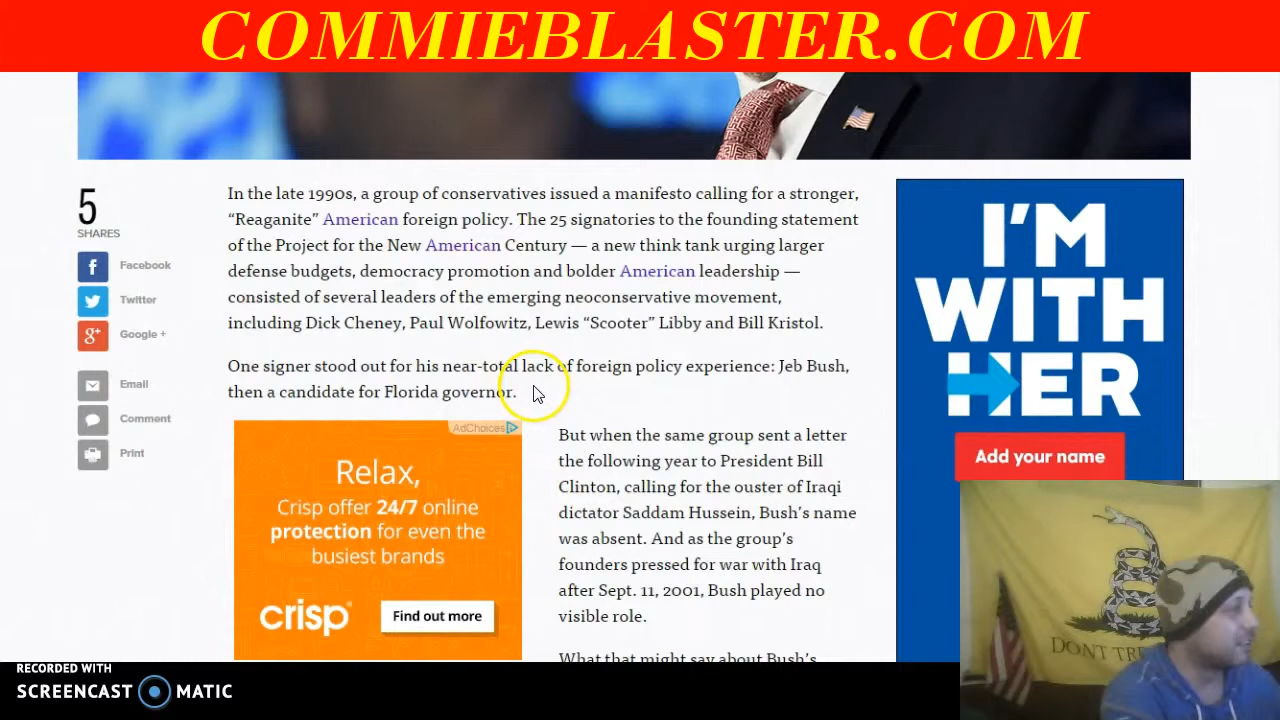 COMMIEBLASTER.COM
5
SHARES
Facebook
Twitter
Google +
Email
Comment
Print
In the late 1990s, a group of conservatives issued a manifesto calling for a stronger,
“Reaganite” American foreign policy. The 25 signatories to the founding statement
of the Project for the New American Century — a new think tank urging larger
defense budgets, democracy promotion and bolder American leadership —
consisted of several leaders of the emerging neoconservative movement,
including Dick Cheney, Paul Wolfowitz, Lewis “Scooter” Libby and Bill Kristol.
One signer stood out for his near-total lack of foreign policy experience: Jeb Bush,
then a candidate for Florida governor.
AdChoices
Relax,
Crisp offer 24/7 online
protection for even the
busiest brands
crisp
Find out more
But when the same group sent a letter
the following year to President Bill
Clinton, calling for the ouster of Iraqi
dictator Saddam Hussein, Bush’s name
was absent. And as the group’s
founders pressed for war with Iraq
after Sept. 11, 2001, Bush played no
visible role.
What that might say about Bush’s
I’M
WITH
HER
Add your name
DON'T
RECORDED WITH
SCREENCAST MATIC